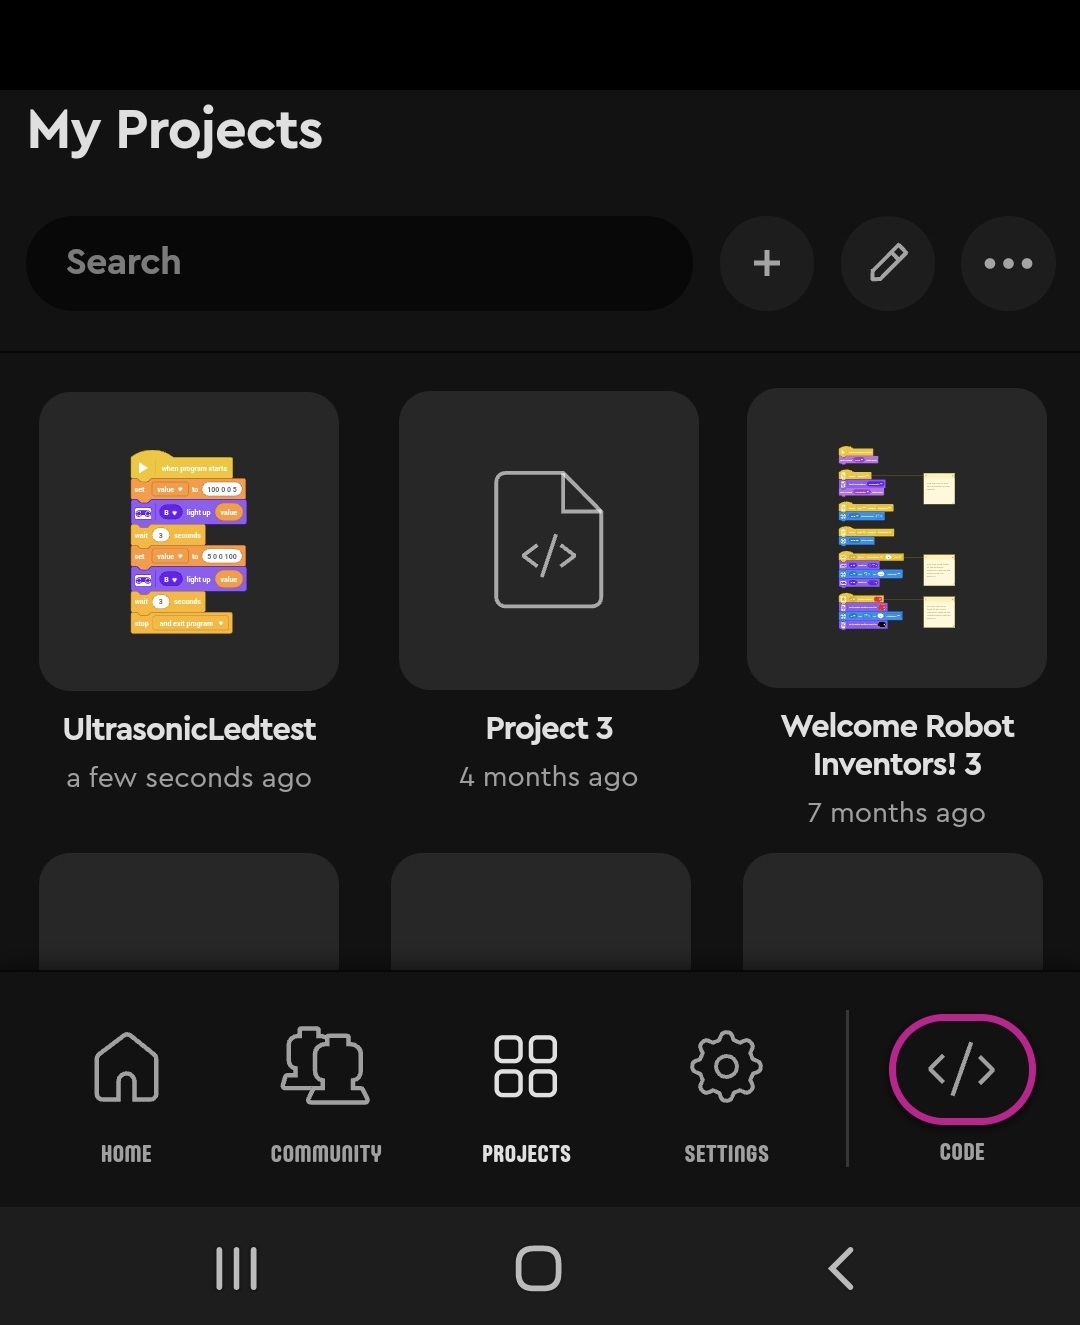 My Projects
Search
when program starts
set value to 100 0 0 5
B light up value
wait 3 seconds
set value to 5 0 0 100
B light up value
wait 3 seconds
stop and exit program
UltrasonicLedtest
a few seconds ago
Project 3
4 months ago
Welcome Robot
Inventors! 3
7 months ago
HOME
COMMUNITY
PROJECTS
SETTINGS
CODE